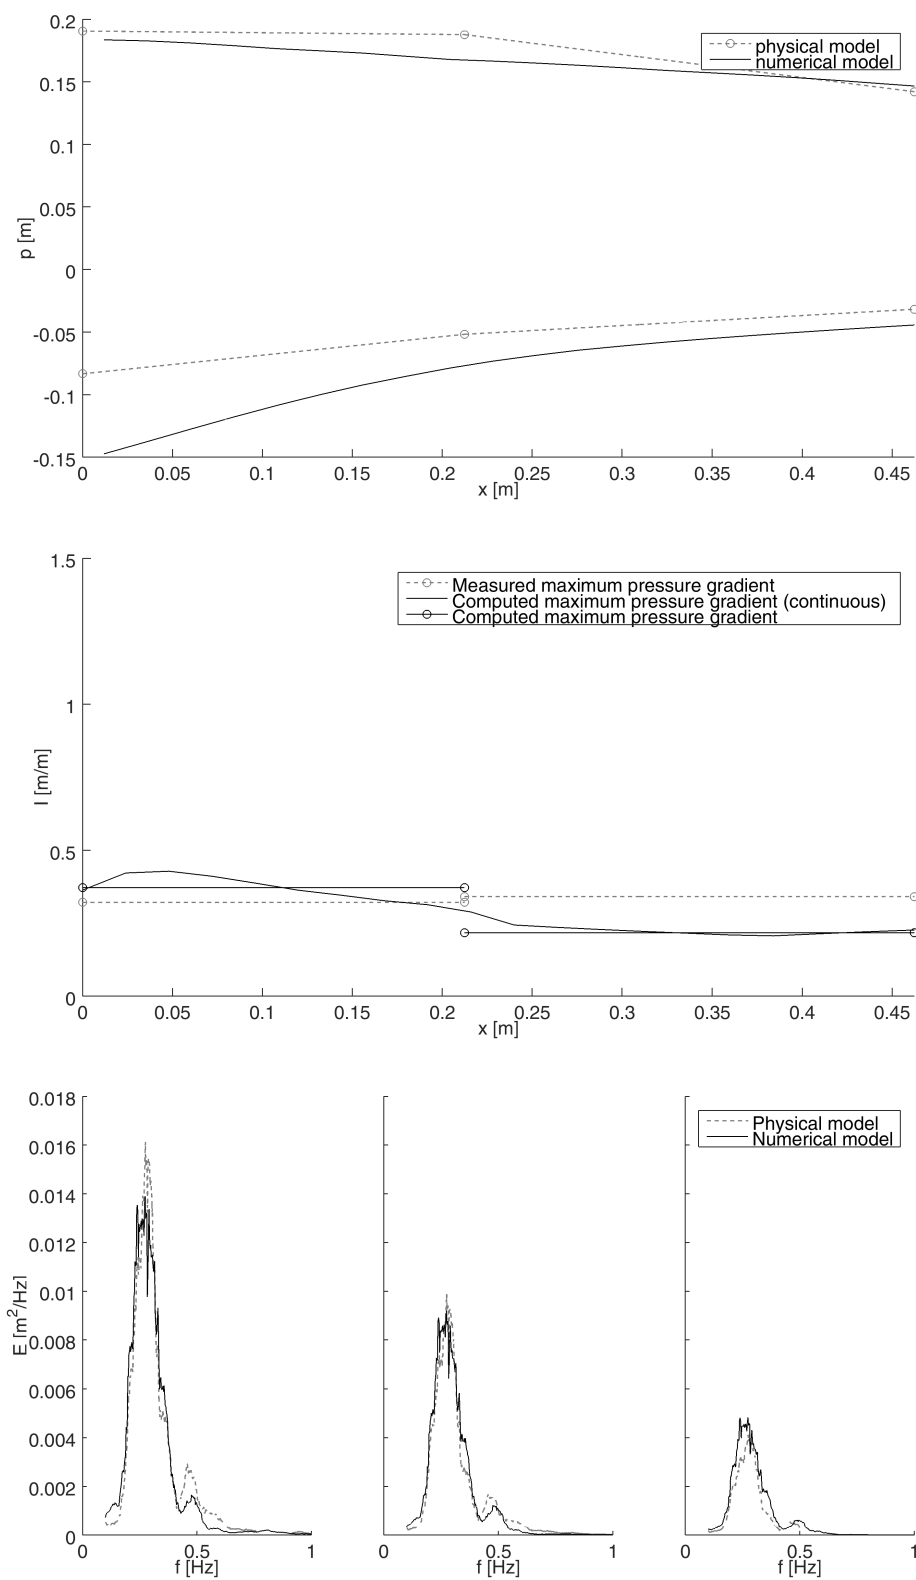 0.2
0.15
0.1
0.05
0
-0.05
-0.1
-0.15
p [m]
physical model
numerical model
0 0.05 0.1 0.15 0.2 0.25 0.3 0.35 0.4 0.45
x [m]
1.5
1
0.5
0
I [m/m]
Measured maximum pressure gradient
Computed maximum pressure gradient (continuous)
Computed maximum pressure gradient
0 0.05 0.1 0.15 0.2 0.25 0.3 0.35 0.4 0.45
x [m]
0.018
0.016
0.014
0.012
0.01
0.008
0.006
0.004
0.002
0
E [m²/Hz]
Physical model
Numerical model
0 0.5 1 0 0.5 1 0 0.5 1
f [Hz] f [Hz] f [Hz]